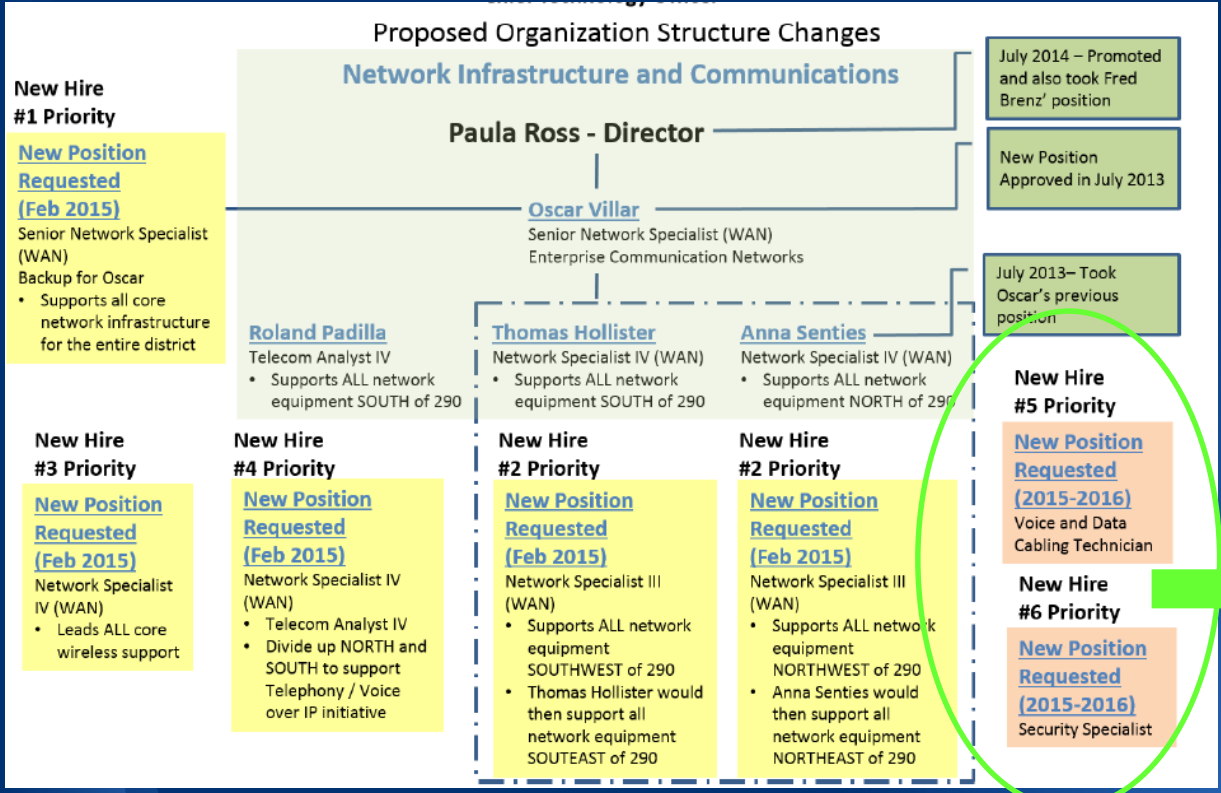 Proposed Organization Structure Changes
Network Infrastructure and Communications
Paula Ross - Director
July 2014 – Promoted
and also took Fred
Brenz’ position
New Position
Approved in July 2013
New Hire
#1 Priority
New Position
Requested
(Feb 2015)
Senior Network Specialist
(WAN)
Backup for Oscar
• Supports all core
network infrastructure
for the entire district
Oscar Villar
Senior Network Specialist (WAN)
Enterprise Communication Networks
July 2013– Took
Oscar’s previous
position
Roland Padilla
Telecom Analyst IV
• Supports ALL network
equipment SOUTH of 290
Thomas Hollister
Network Specialist IV (WAN)
• Supports ALL network
equipment SOUTH of 290
Anna Senties
Network Specialist IV (WAN)
• Supports ALL network
equipment NORTH of 290
New Hire
#3 Priority
New Position
Requested
(Feb 2015)
Network Specialist
IV (WAN)
• Leads ALL core
wireless support
New Hire
#4 Priority
New Position
Requested
(Feb 2015)
Network Specialist IV
(WAN)
• Telecom Analyst IV
• Divide up NORTH and
SOUTH to support
Telephony / Voice
over IP initiative
New Hire
#2 Priority
New Position
Requested
(Feb 2015)
Network Specialist III
(WAN)
• Supports ALL network
equipment
SOUTHWEST of 290
• Thomas Hollister would
then support all
network equipment
SOUTEAST of 290
New Hire
#2 Priority
New Position
Requested
(Feb 2015)
Network Specialist III
(WAN)
• Supports ALL network
equipment
NORTHWEST of 290
• Anna Senties would
then support all
network equipment
NORTHEAST of 290
New Hire
#5 Priority
New Position
Requested
(2015-2016)
Voice and Data
Cabling Technician
New Hire
#6 Priority
New Position
Requested
(2015-2016)
Security Specialist